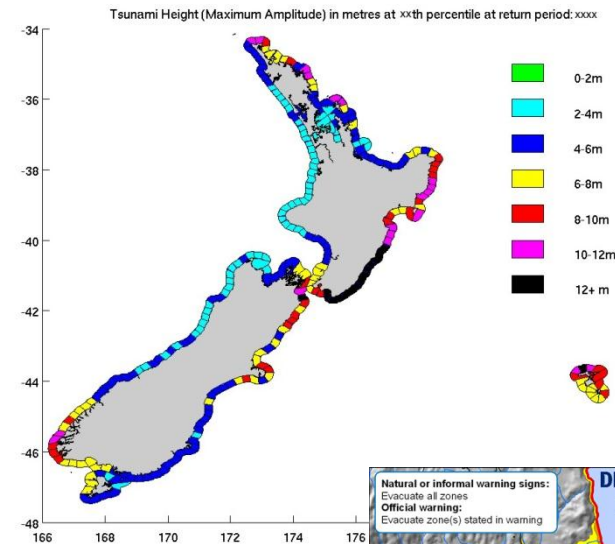 Tsunami Height (Maximum Amplitude) in metres at xxth percentile at return period: xxxx
-34
-36
-38
-40
-42
-44
-46
-48
166
168
170
172
174
176
0-2m
2-4m
4-6m
6-8m
8-10m
10-12m
12+ m
Natural or informal warning signs:
Evacuate all zones
Official warning:
Evacuate zone(s) stated in warning